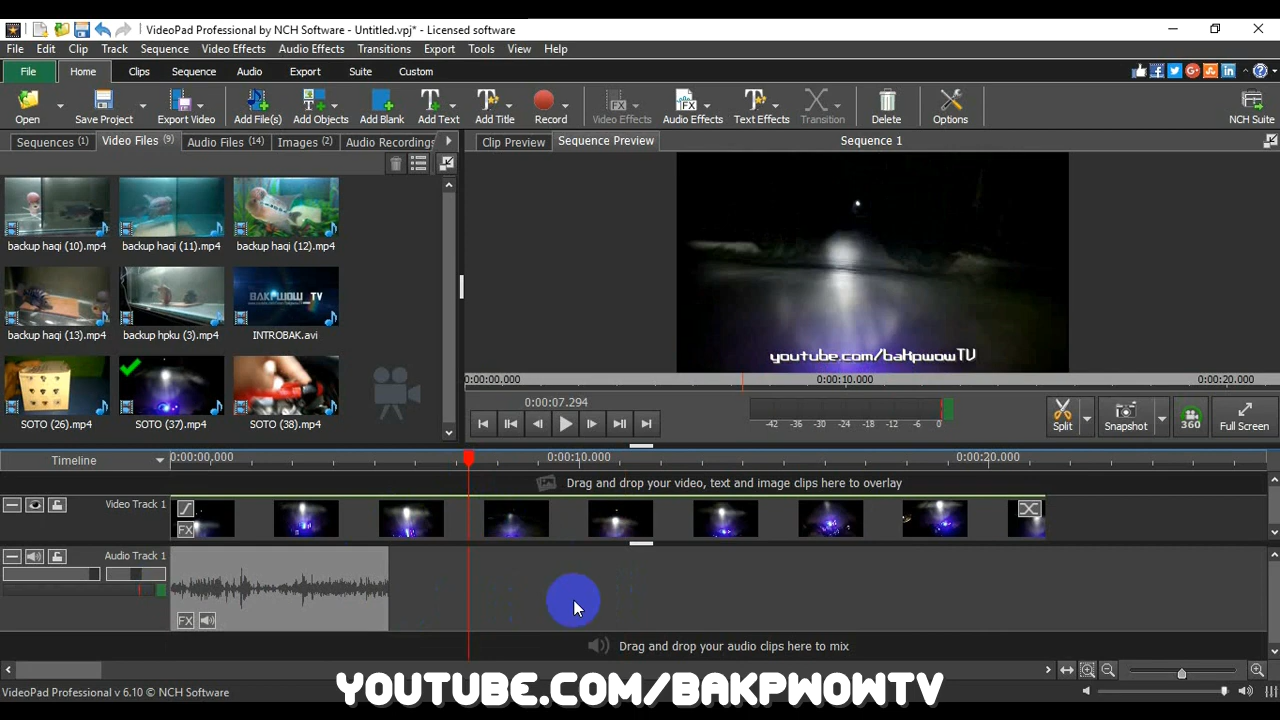 VideoPad Professional by NCH Software - Untitled.vpj* - Licensed software
File Edit Clip Track Sequence Video Effects Audio Effects Transitions Export Tools View Help
File Home Clips Sequence Audio Export Suite Custom
Open Save Project Export Video Add File(s) Add Objects Add Blank Add Text Add Title Record Video Effects Audio Effects Text Effects Transition Delete Options NCH Suite
Sequences (1) Video Files (9) Audio Files (14) Images (2) Audio Recordings
Clip Preview Sequence Preview Sequence 1
backup haqi (10).mp4 backup haqi (11).mp4 backup haqi (12).mp4
BAKPWOW_TV
backup haqi (13).mp4 backup hpku (3).mp4 INTROBAK.avi
SOTO (26).mp4 SOTO (37).mp4 SOTO (38).mp4
youtube.com/bakpwowTV
0:00:00.000 0:00:10.000 0:00:20.000
0:00:07.294
-42 -36 -30 -24 -18 -12 -6 0
Split Snapshot 360 Full Screen
Timeline 0:00:00.000 0:00:10.000 0:00:20.000
Drag and drop your video, text and image clips here to overlay
Video Track 1
FX
Audio Track 1
FX
Drag and drop your audio clips here to mix
VideoPad Professional v 6.10 © NCH Software
YOUTUBE.COM/BAKPWOWTV